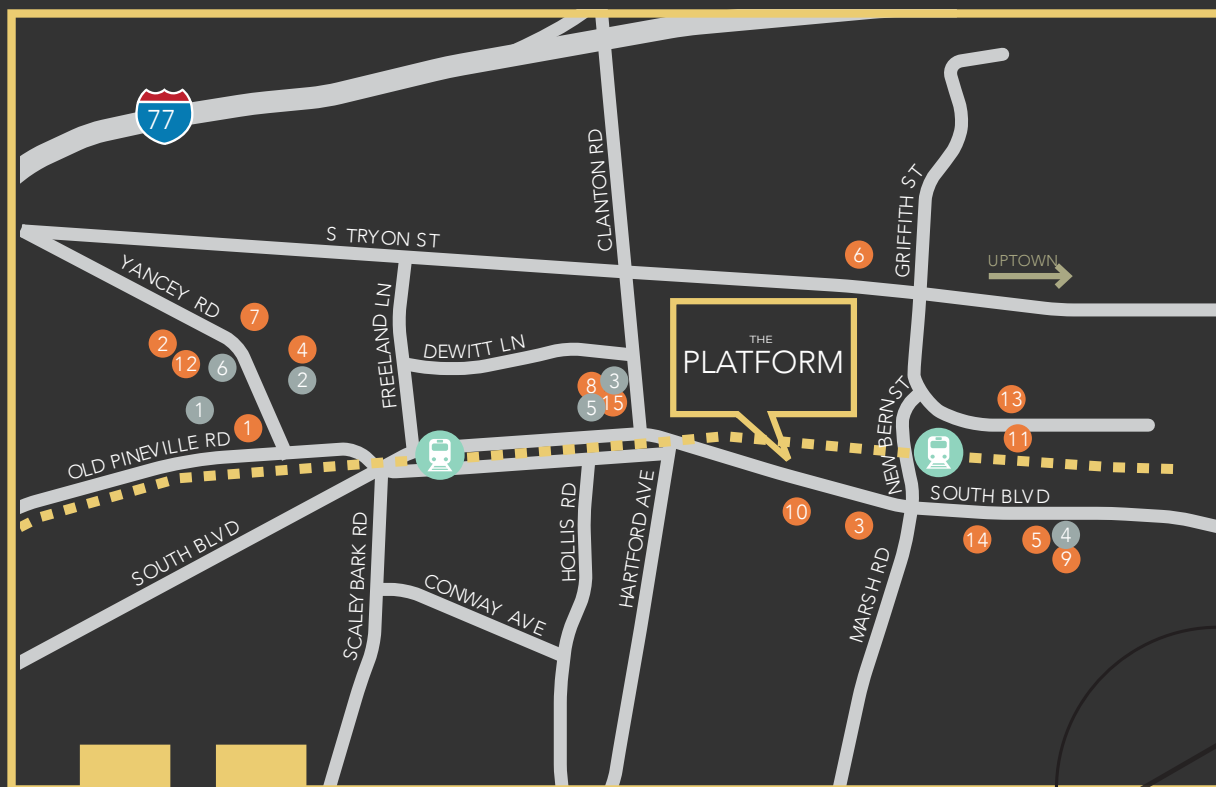 77
CLANTON RD
GRIFFITH ST
S TRYON ST
6
UPTOWN
YANCEY RD
7
FREELAND LN
2
12
6
4
2
DEWITT LN
THE
PLATFORM
8
3
5
15
NEW BERN ST
13
1
1
11
OLD PINEVILLE RD
SOUTH BLVD
10
3
14
5
4
9
SOUTH BLVD
SCALEYBARK RD
HOLLIS RD
HARTFORD AVE
CONWAY AVE
MARSH RD